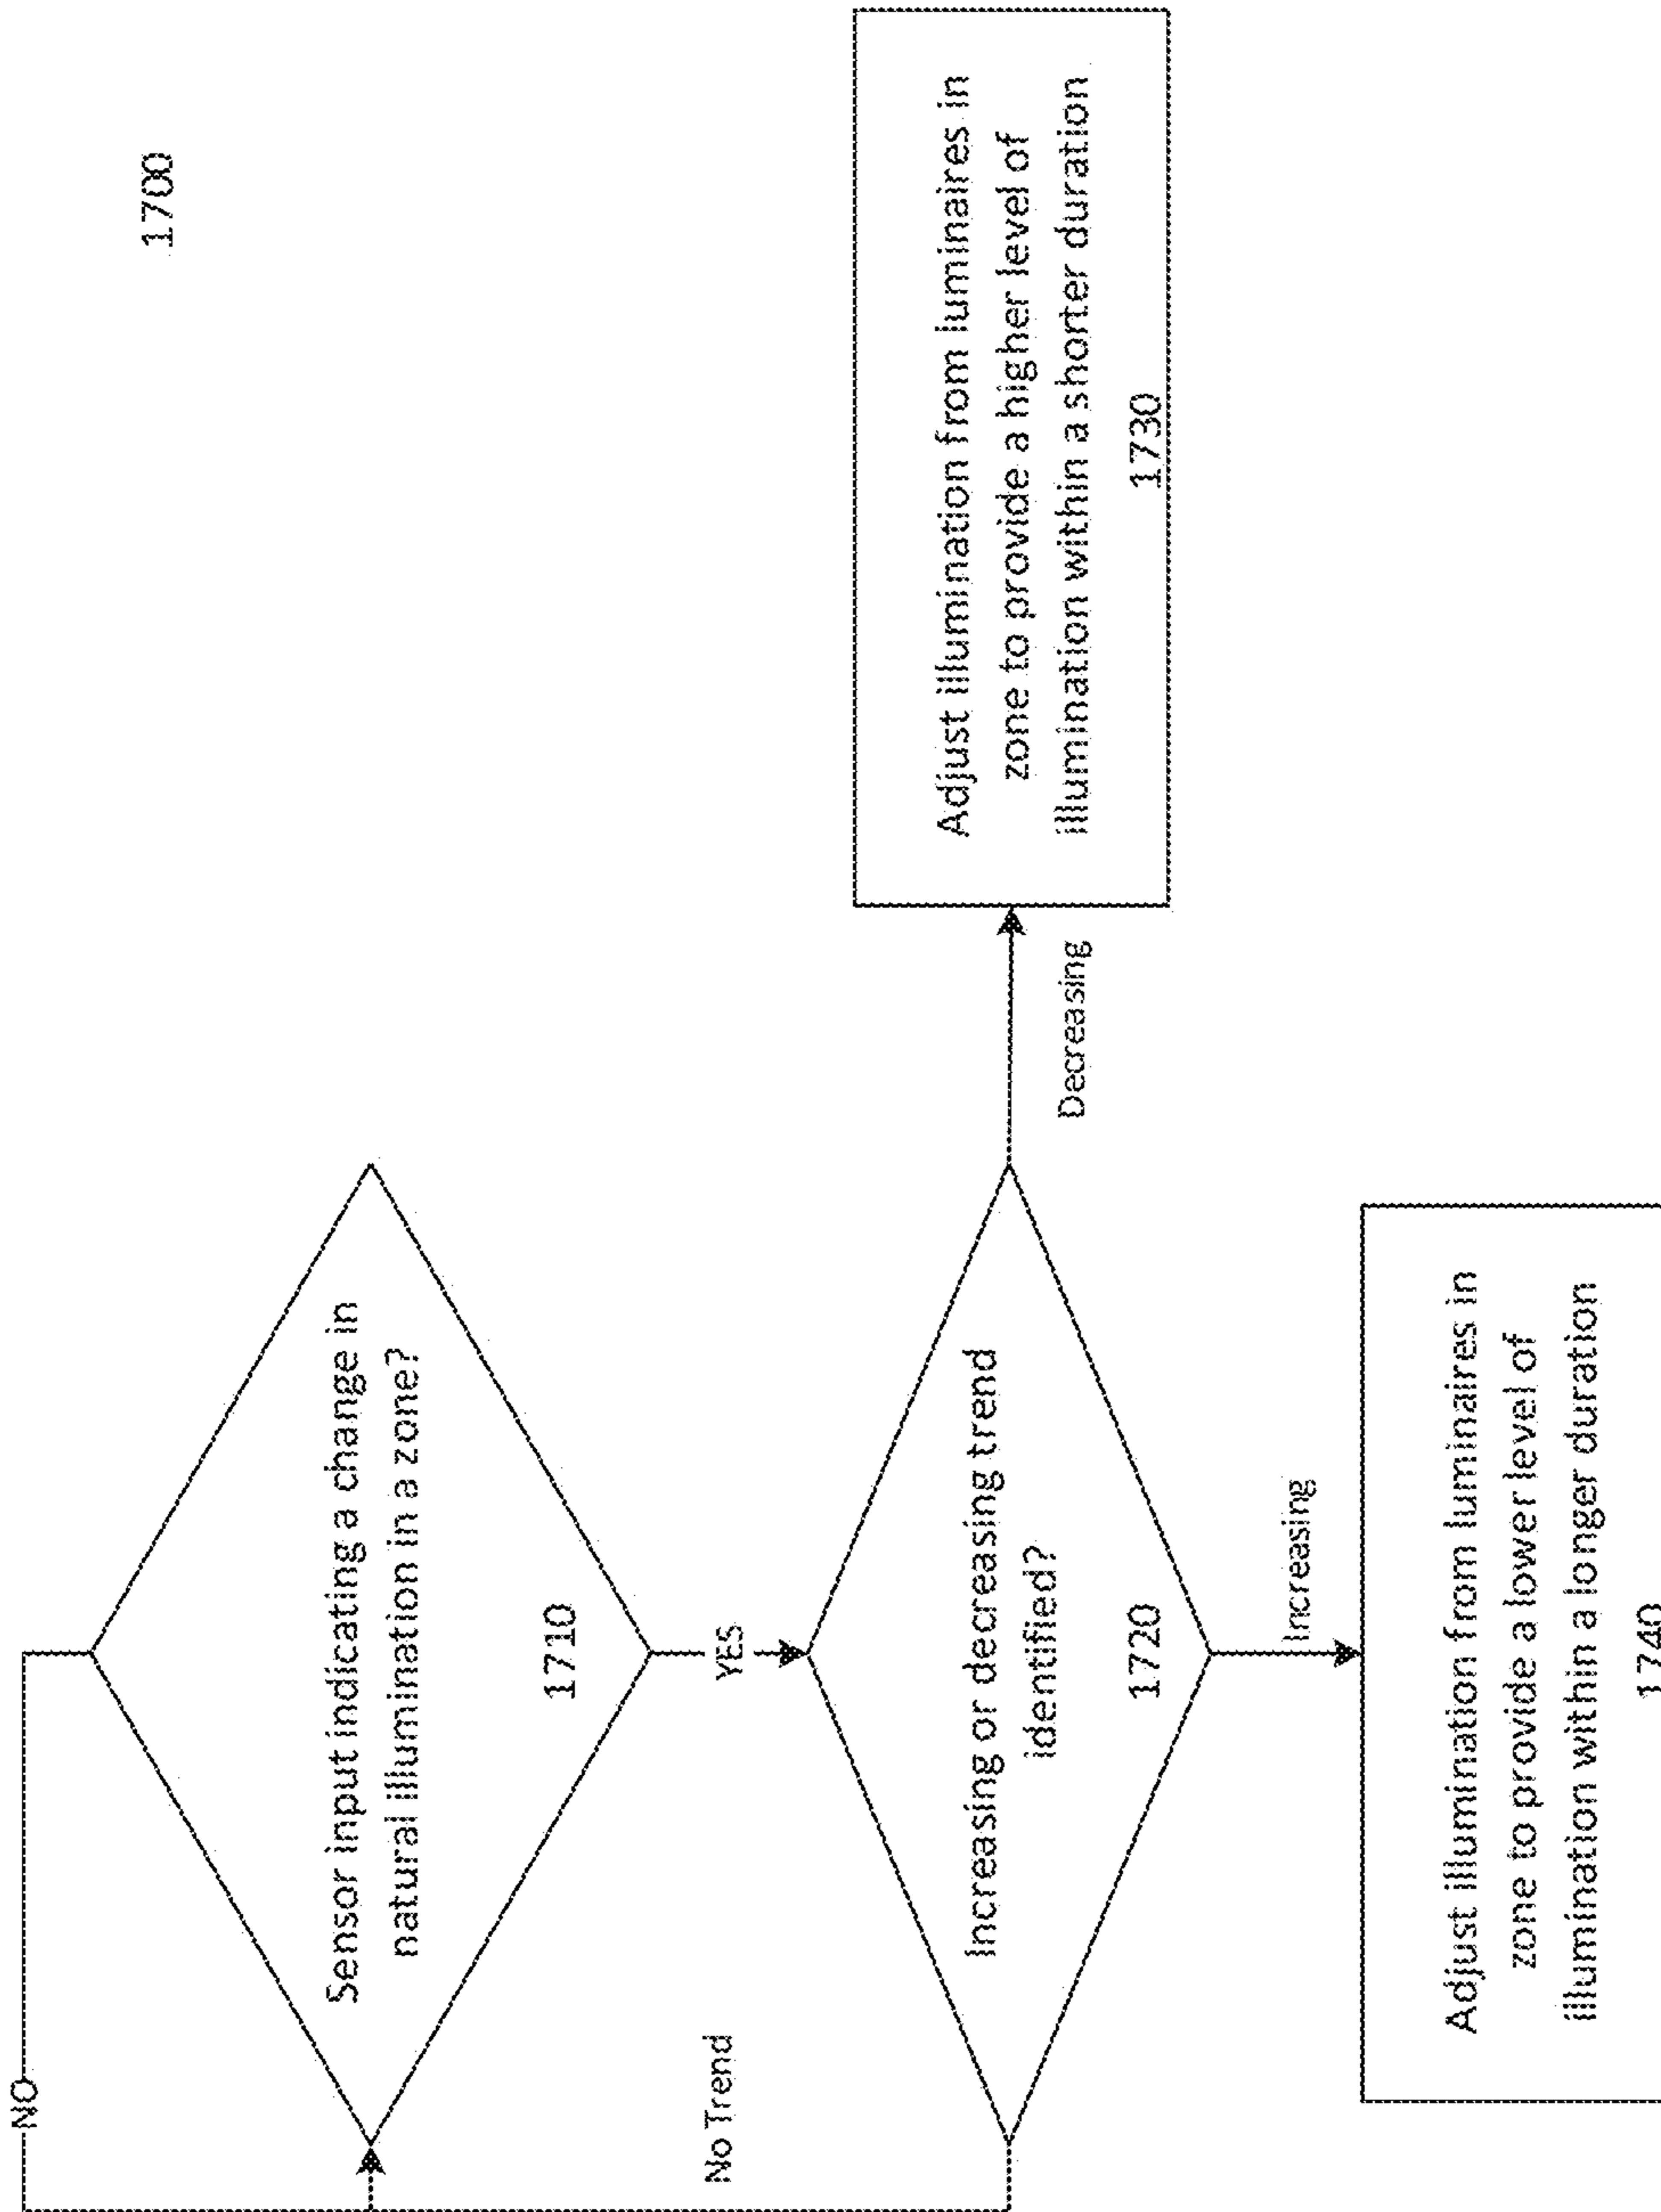 1700
NO
Sensor input indicating a change in
natural illumination in a zone?
1710
YES
No Trend
Increasing or decreasing trend
identified?
1720
Decreasing
Adjust illumination from luminaires in
zone to provide a higher level of
illumination within a shorter duration
1730
Increasing
Adjust illumination from luminaires in
zone to provide a lower level of
illumination within a longer duration
1740